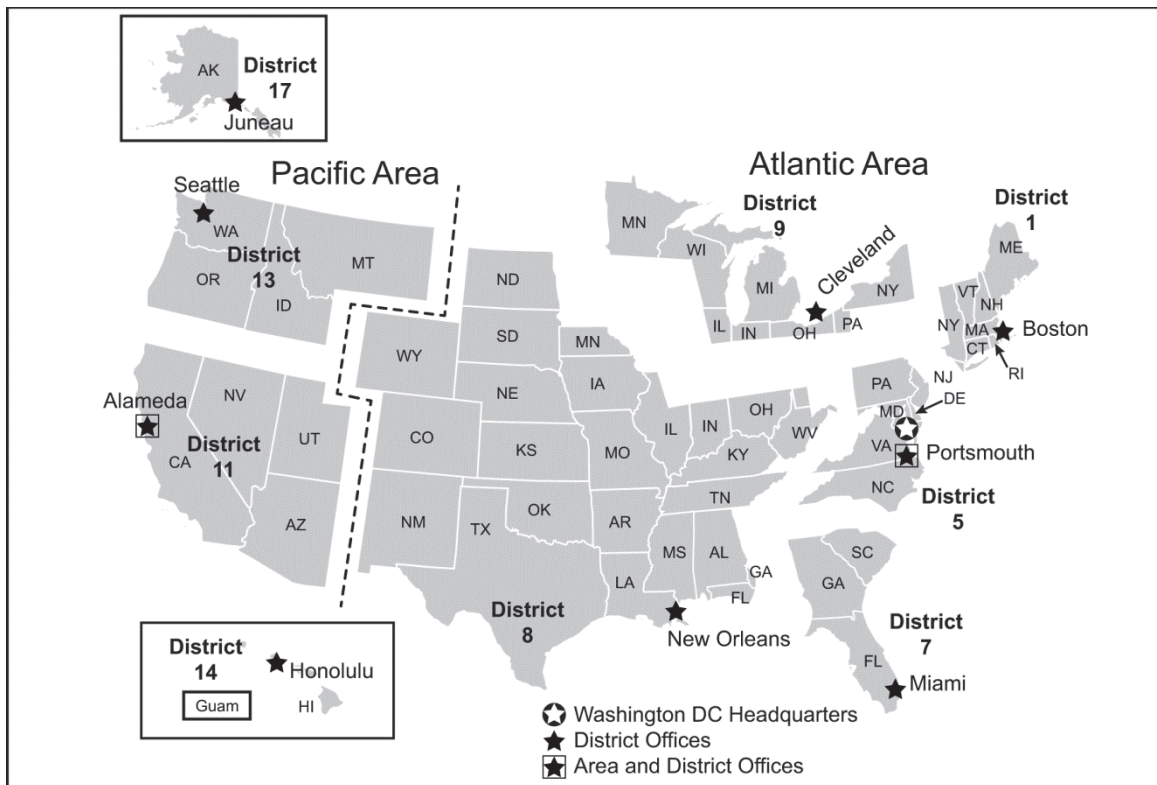 AK
District
17
Juneau
Pacific Area
Atlantic Area
Seattle
WA
District
13
OR
ID
MT
MN
WI
District
9
MI
Cleveland
IL
IN
OH
PA
NY
District
1
ME
VT
NH
NY
MA
CT
Boston
RI
ND
SD
WY
NE
MN
IA
NJ
PA
DE
MD
VA
Portsmouth
NC
District
5
Alameda
NV
UT
CA
District
11
AZ
CO
KS
MO
IL
IN
OH
WV
KY
TN
NM
TX
OK
AR
MS
AL
GA
LA
FL
District
8
New Orleans
SC
GA
District
7
FL
Miami
District
14
Honolulu
Guam
HI
Washington DC Headquarters
District Offices
Area and District Offices